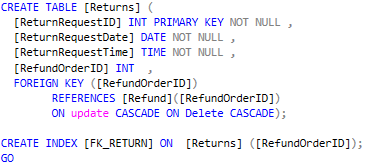 CREATE TABLE [Returns] (
[ReturnRequestID] INT PRIMARY KEY NOT NULL ,
[ReturnRequestDate] DATE NOT NULL ,
[ReturnRequestTime] TIME NOT NULL ,
[RefundOrderID] INT ,
FOREIGN KEY ([RefundOrderID])
REFERENCES [Refund]([RefundOrderID])
ON update CASCADE ON Delete CASCADE);
CREATE INDEX [FK_RETURN] ON [Returns] ([RefundOrderID]);
GO